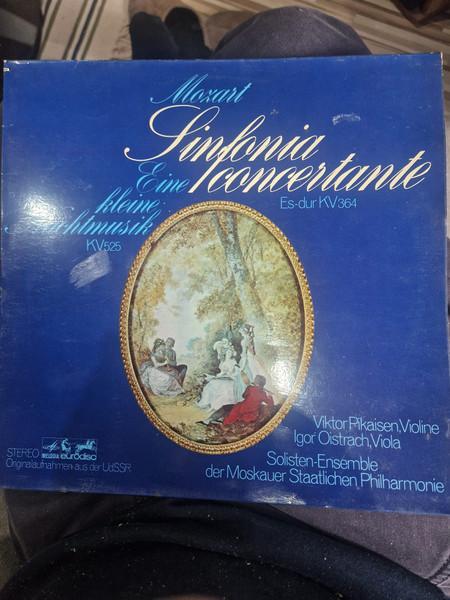 Mozart
Sinfonia
concertante
Es-dur KV 364
Eine
kleine
Nachtmusik
KV 525
Viktor Pikaisen, Violine
Igor Oistrach, Viola
Solisten-Ensemble
der Moskauer Staatlichen Philharmonie
STEREO MELODIA eurodisc
Originalaufnahmen aus der UdSSR